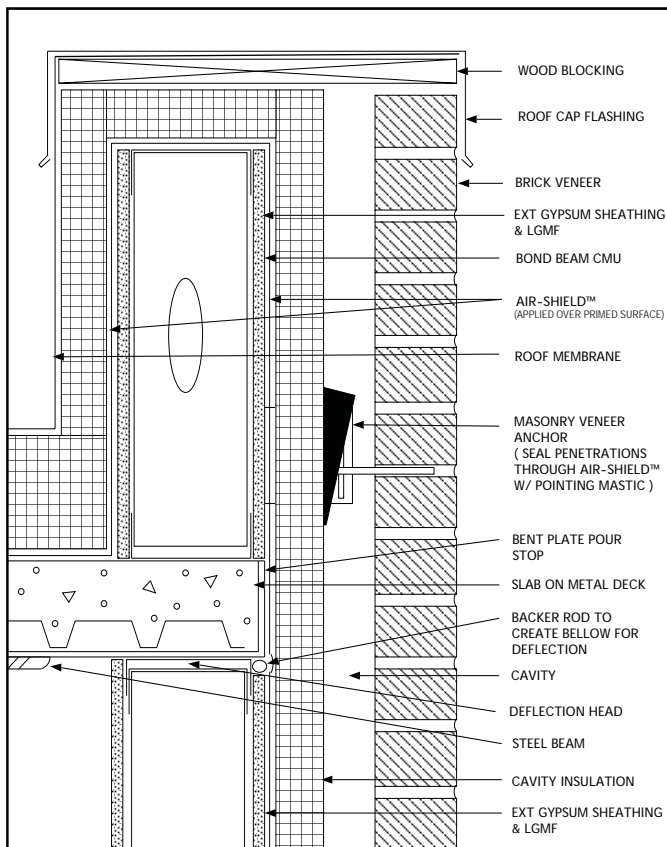 WOOD BLOCKING
ROOF CAP FLASHING
BRICK VENEER
EXT GYPSUM SHEATHING
& LGMF
BOND BEAM CMU
AIR-SHIELD™
(APPLIED OVER PRIMED SURFACE)
ROOF MEMBRANE
MASONRY VENEER
ANCHOR
( SEAL PENETRATIONS
THROUGH AIR-SHIELD™
W/ POINTING MASTIC )
BENT PLATE POUR
STOP
SLAB ON METAL DECK
BACKER ROD TO
CREATE BELLOW FOR
DEFLECTION
CAVITY
DEFLECTION HEAD
STEEL BEAM
CAVITY INSULATION
EXT GYPSUM SHEATHING
& LGMF